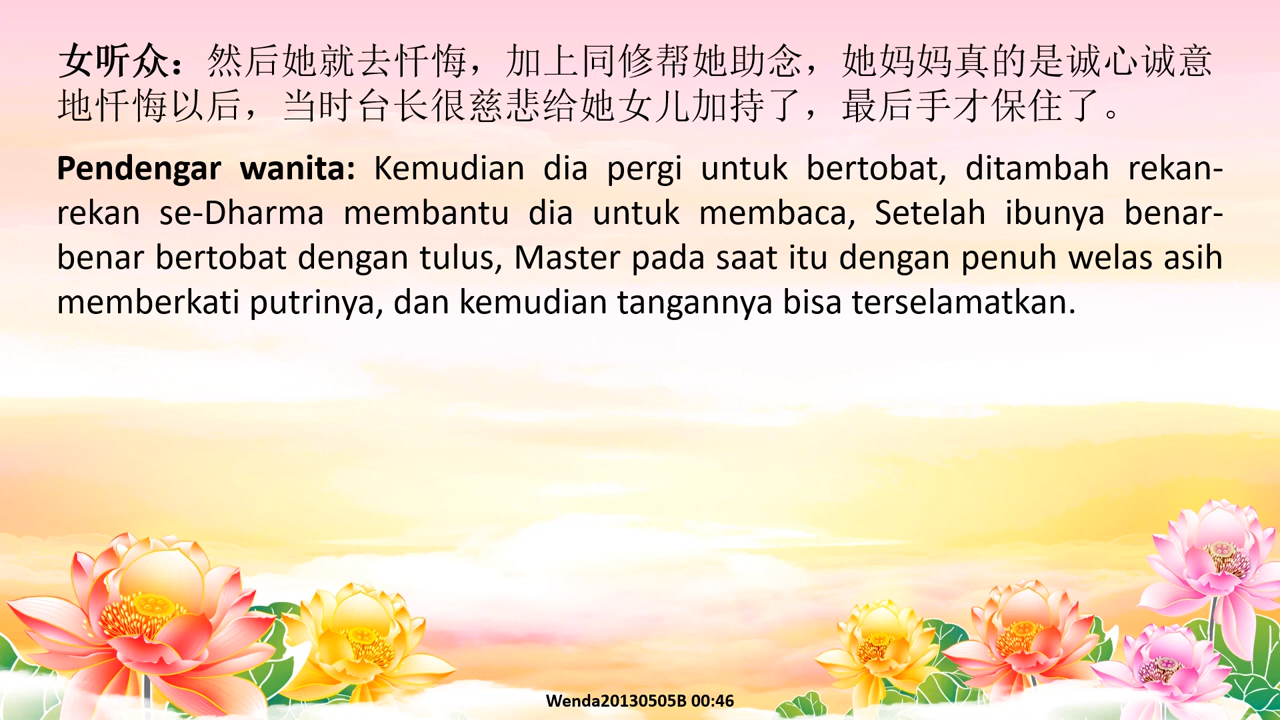 女听众：然后她就去忏悔，加上同修帮她助念，她妈妈真的是诚心诚意
地忏悔以后，当时台长很慈悲给她女儿加持了，最后手才保住了。
Pendengar wanita: Kemudian dia pergi untuk bertobat, ditambah rekan-
rekan se-Dharma membantu dia untuk membaca, Setelah ibunya benar-
benar bertobat dengan tulus, Master pada saat itu dengan penuh welas asih
memberkati putrinya, dan kemudian tangannya bisa terselamatkan.
Wenda20130505B 00:46